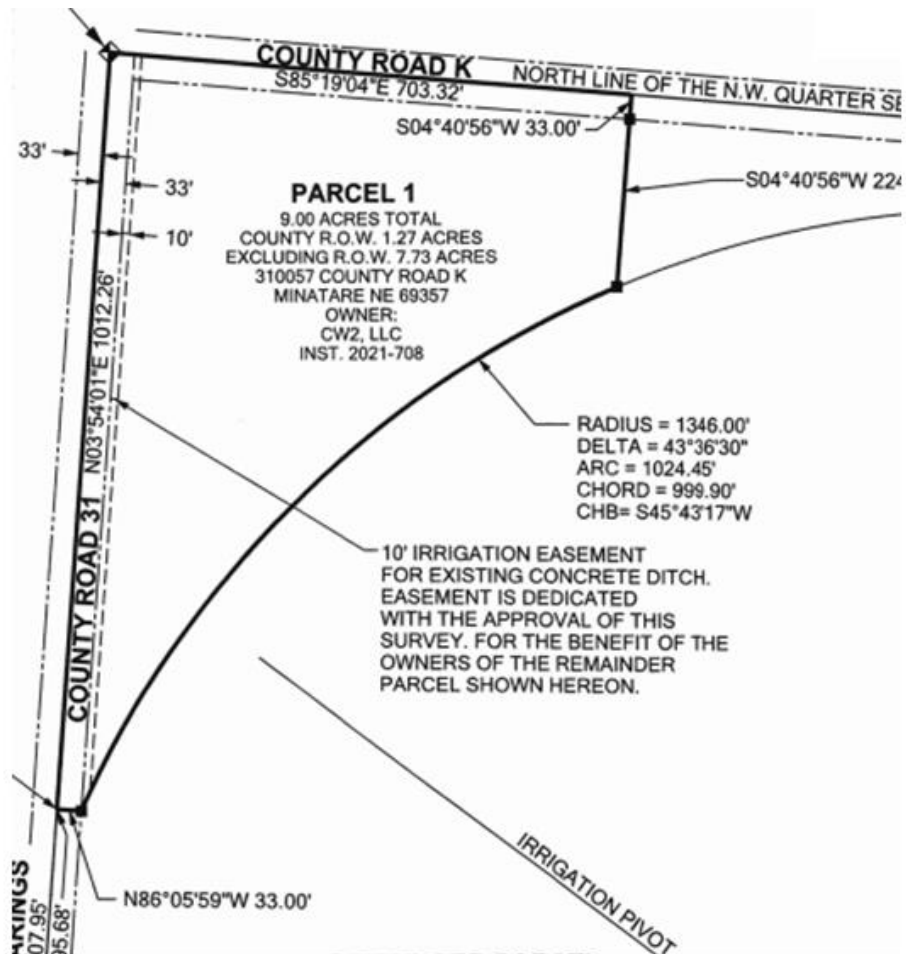 COUNTY ROAD K
NORTH LINE OF THE N.W. QUARTER SE
S85°19'04"E 703.32'
S04°40'56"W 33.00'
33'
33'
10'
S04°40'56"W 224
PARCEL 1
9.00 ACRES TOTAL
COUNTY R.O.W. 1.27 ACRES
EXCLUDING R.O.W. 7.73 ACRES
310057 COUNTY ROAD K
MINATARE NE 69357
OWNER:
CW2, LLC
INST. 2021-708
N03°54'01"E 1012.26'
COUNTY ROAD 31
RADIUS = 1346.00'
DELTA = 43°36'30"
ARC = 1024.45'
CHORD = 999.90'
CHB= S45°43'17"W
10' IRRIGATION EASEMENT
FOR EXISTING CONCRETE DITCH.
EASEMENT IS DEDICATED
WITH THE APPROVAL OF THIS
SURVEY. FOR THE BENEFIT OF THE
OWNERS OF THE REMAINDER
PARCEL SHOWN HEREON.
IRRIGATION PIVOT
N86°05'59"W 33.00'
ARINGS
07.95'
95.68'